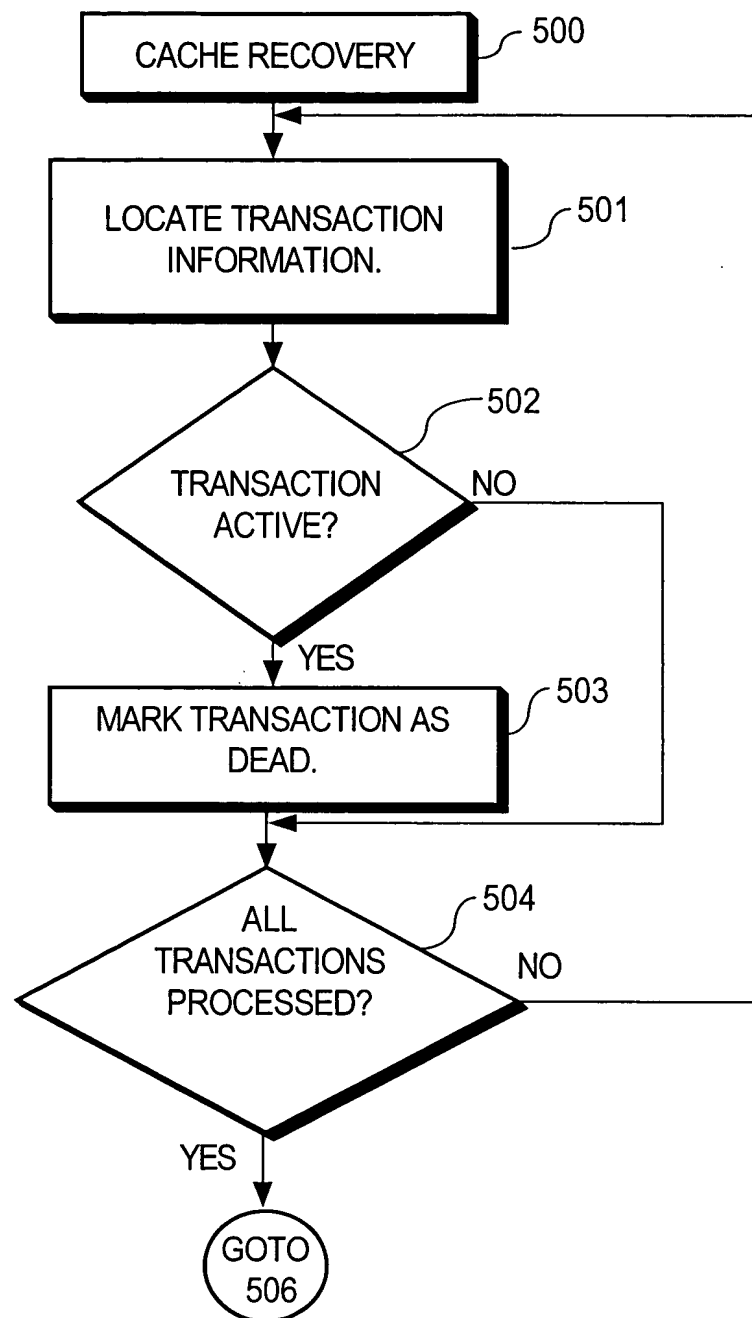 CACHE RECOVERY
500
LOCATE TRANSACTION
INFORMATION.
501
502
TRANSACTION
ACTIVE?
NO
YES
MARK TRANSACTION AS
DEAD.
503
504
ALL
TRANSACTIONS
PROCESSED?
NO
YES
GOTO
506